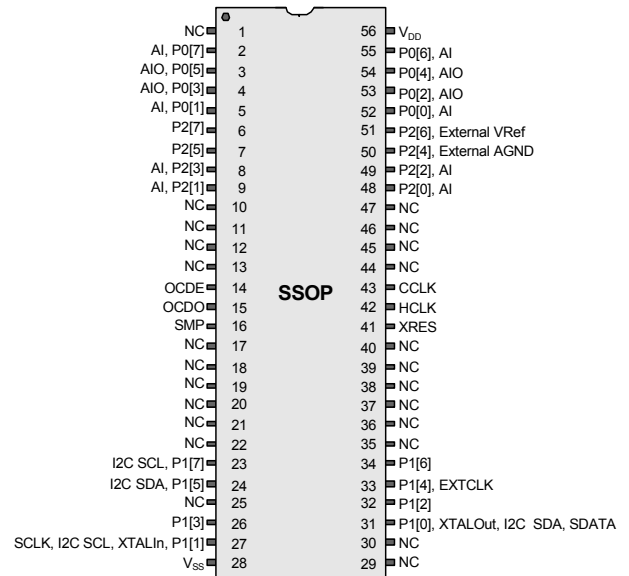 NC 1 56 VDD
AI, P0[7] 2 55 P0[6], AI
AIO, P0[5] 3 54 P0[4], AIO
AIO, P0[3] 4 53 P0[2], AIO
AI, P0[1] 5 52 P0[0], AI
P2[7] 6 51 P2[6], External VRef
P2[5] 7 50 P2[4], External AGND
AI, P2[3] 8 49 P2[2], AI
AI, P2[1] 9 48 P2[0], AI
NC 10 47 NC
NC 11 46 NC
NC 12 45 NC
NC 13 44 NC
OCDE 14 SSOP 43 CCLK
OCDO 15 42 HCLK
SMP 16 41 XRES
NC 17 40 NC
NC 18 39 NC
NC 19 38 NC
NC 20 37 NC
NC 21 36 NC
NC 22 35 NC
I2C SCL, P1[7] 23 34 P1[6]
I2C SDA, P1[5] 24 33 P1[4], EXTCLK
NC 25 32 P1[2]
P1[3] 26 31 P1[0], XTALOut, I2C SDA, SDATA
SCLK, I2C SCL, XTALIn, P1[1] 27 30 NC
VSS 28 29 NC